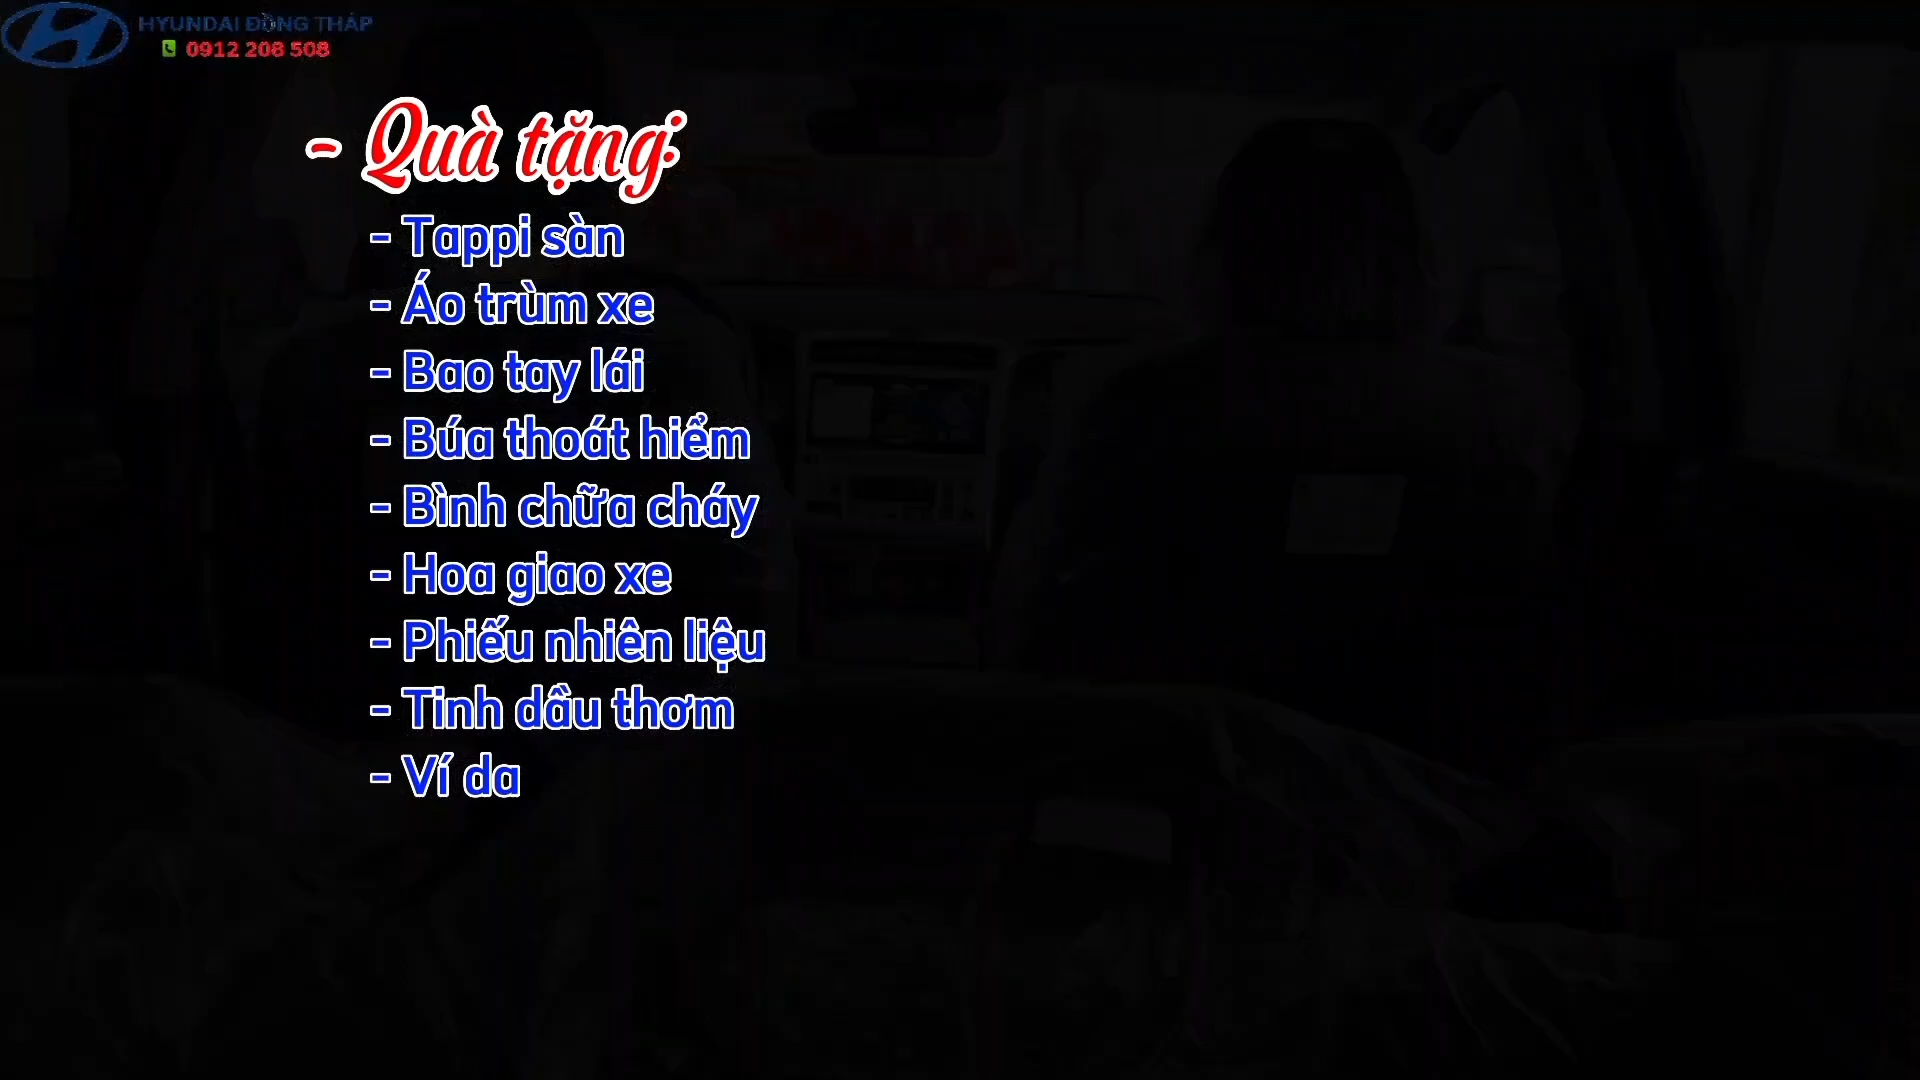 HYUNDAI ĐỒNG THÁP
0912 208 508
- Quà tặng:
- Tappi sàn
- Áo trùm xe
- Bao tay lái
- Búa thoát hiểm
- Bình chữa cháy
- Hoa giao xe
- Phiếu nhiên liệu
- Tinh dầu thơm
- Ví da